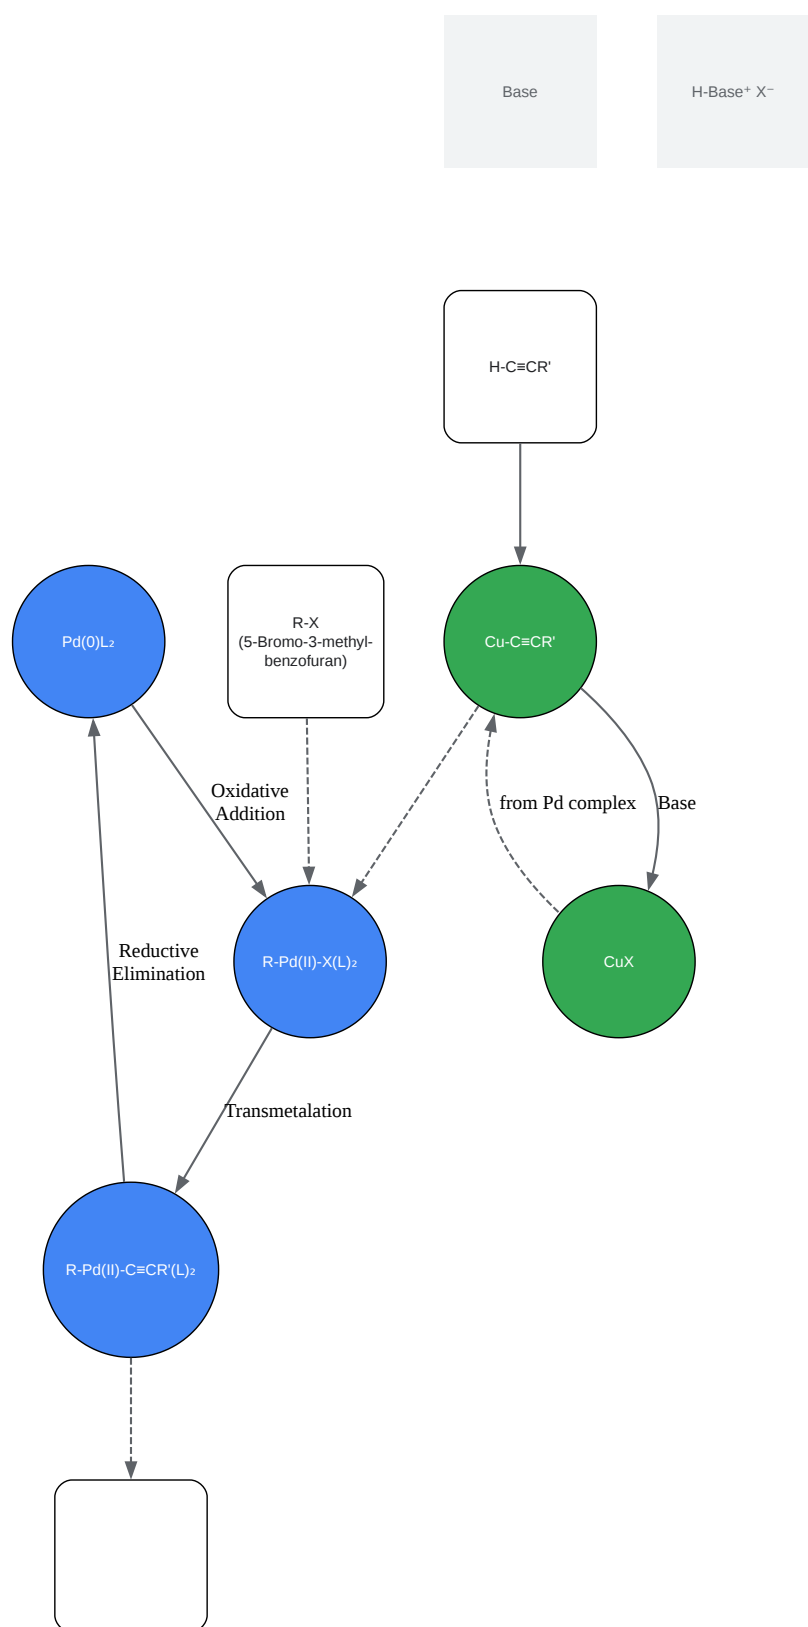 Base
H-Base⁺ X⁻
H-C≡CR'
Pd(0)L₂
R-X
(5-Bromo-3-methyl-
benzofuran)
Cu-C≡CR'
Oxidative
Addition
from Pd complex
Base
Reductive
Elimination
R-Pd(II)-X(L)₂
CuX
Transmetalation
R-Pd(II)-C≡CR'(L)₂